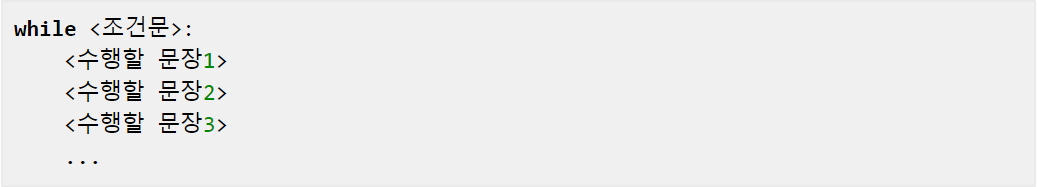 while <조건문>:
<수행할 문장1>
<수행할 문장2>
<수행할 문장3>
...